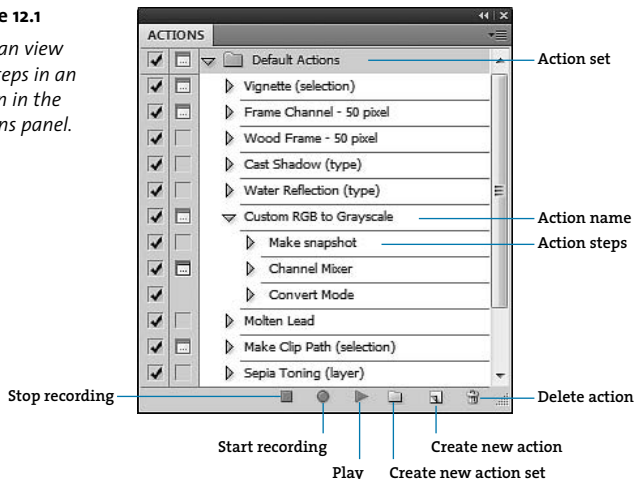 e 12.1
an view
teps in an
n in the
ns panel.
ACTIONS
Default Actions
Vignette (selection)
Frame Channel - 50 pixel
Wood Frame - 50 pixel
Cast Shadow (type)
Water Reflection (type)
Custom RGB to Grayscale
Make snapshot
Channel Mixer
Convert Mode
Molten Lead
Make Clip Path (selection)
Sepia Toning (layer)
Action set
Action name
Action steps
Stop recording
Delete action
Start recording
Create new action
Play
Create new action set